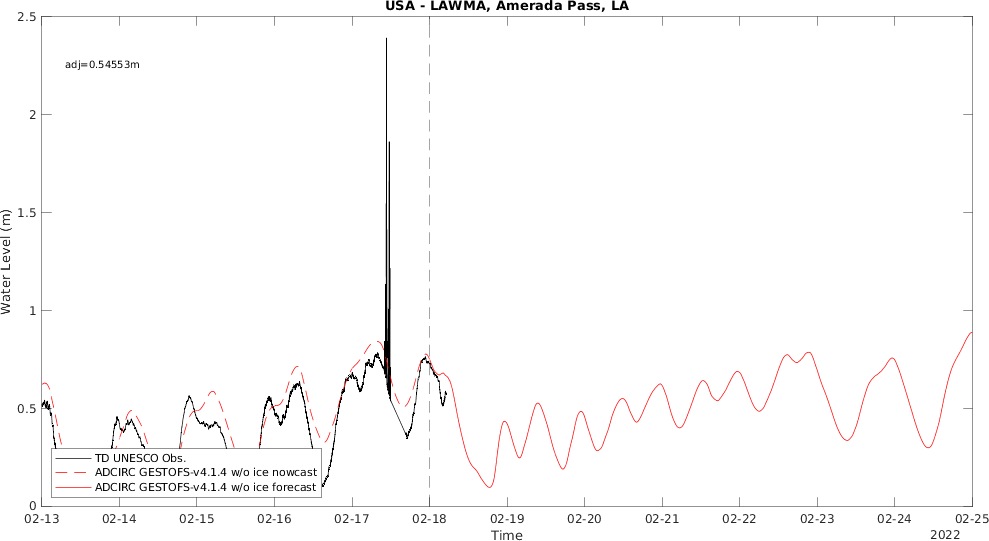 USA - LAWMA, Amerada Pass, LA
2.5
adj=0.54553m
2
1.5
Water Level (m)
1
0.5
TD UNESCO Obs.
ADCIRC GESTOFS-v4.1.4 w/o ice nowcast
ADCIRC GESTOFS-v4.1.4 w/o ice forecast
0
02-13 02-14 02-15 02-16 02-17 02-18 02-19 02-20 02-21 02-22 02-23 02-24 02-25
Time
2022